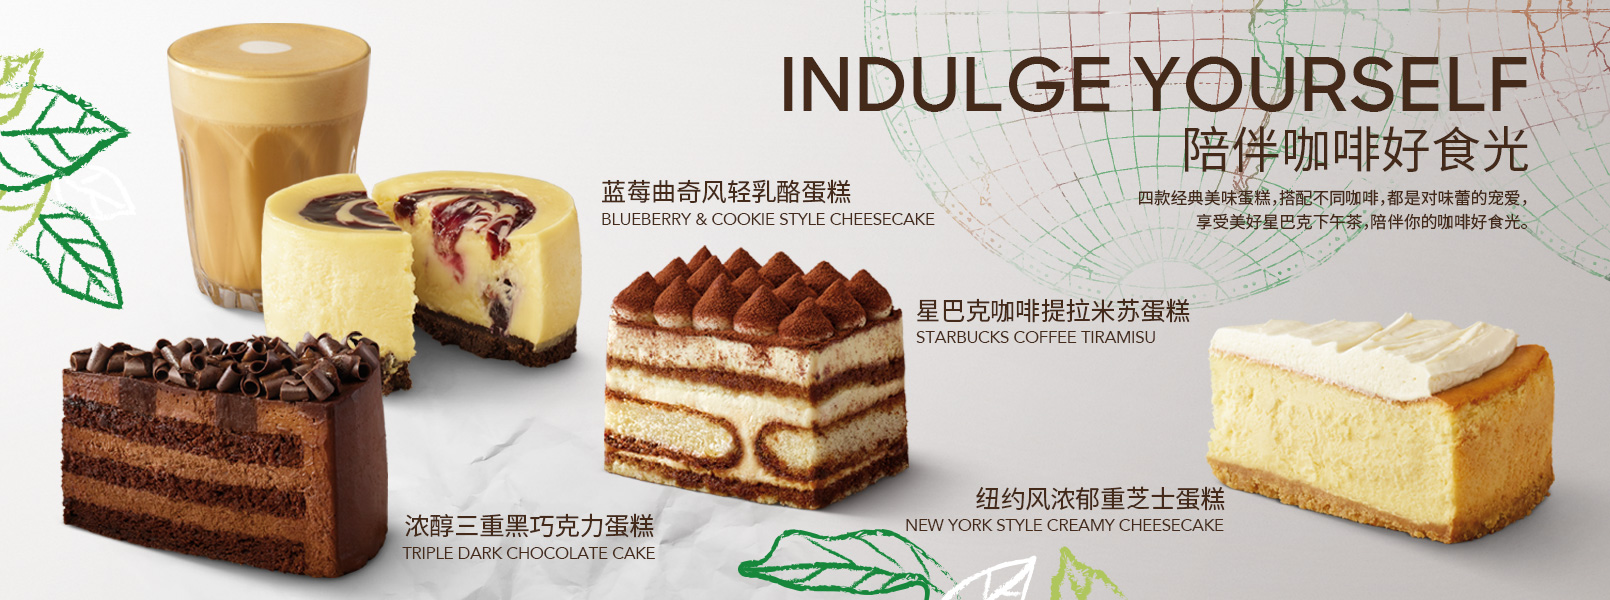 INDULGE YOURSELF
陪伴咖啡好食光
四款经典美味蛋糕,搭配不同咖啡,都是对味蕾的宠爱,
享受美好星巴克下午茶,陪伴你的咖啡好食光。
蓝莓曲奇风轻乳酪蛋糕
BLUEBERRY & COOKIE STYLE CHEESECAKE
星巴克咖啡提拉米苏蛋糕
STARBUCKS COFFEE TIRAMISU
纽约风浓郁重芝士蛋糕
NEW YORK STYLE CREAMY CHEESECAKE
浓醇三重黑巧克力蛋糕
TRIPLE DARK CHOCOLATE CAKE